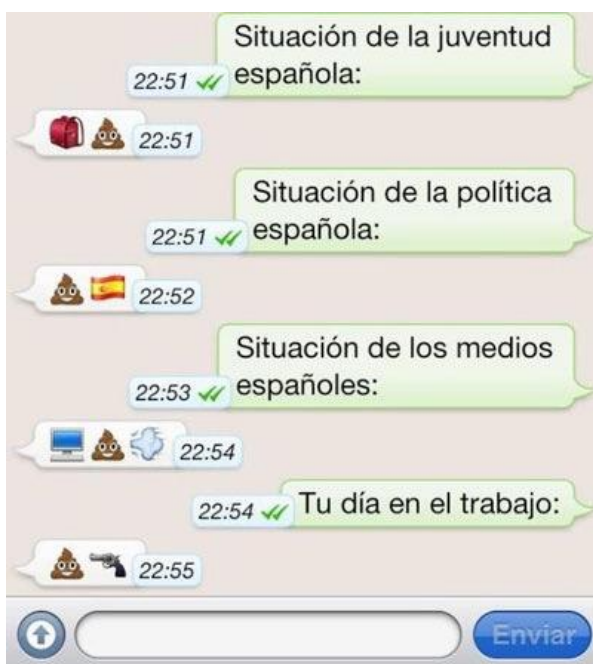 Situación de la juventud
22:51 española:
22:51
Situación de la política
22:51 española:
22:52
Situación de los medios
22:53 españoles:
22:54
22:54 Tu día en el trabajo:
22:55
Enviar